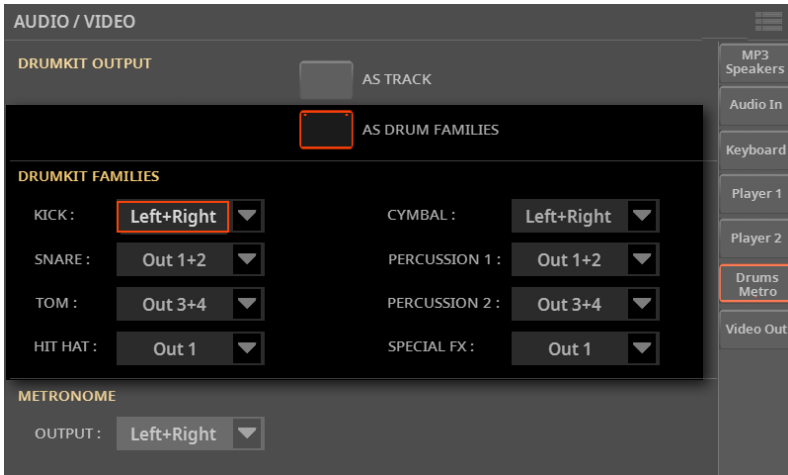 AUDIO / VIDEO
DRUMKIT OUTPUT
AS TRACK
AS DRUM FAMILIES
DRUMKIT FAMILIES
KICK : Left+Right CYMBAL : Left+Right
SNARE : Out 1+2 PERCUSSION 1 : Out 1+2
TOM : Out 3+4 PERCUSSION 2 : Out 3+4
HIT HAT : Out 1 SPECIAL FX : Out 1
METRONOME
OUTPUT : Left+Right
MP3
Speakers
Audio In
Keyboard
Player 1
Player 2
Drums
Metro
Video Out